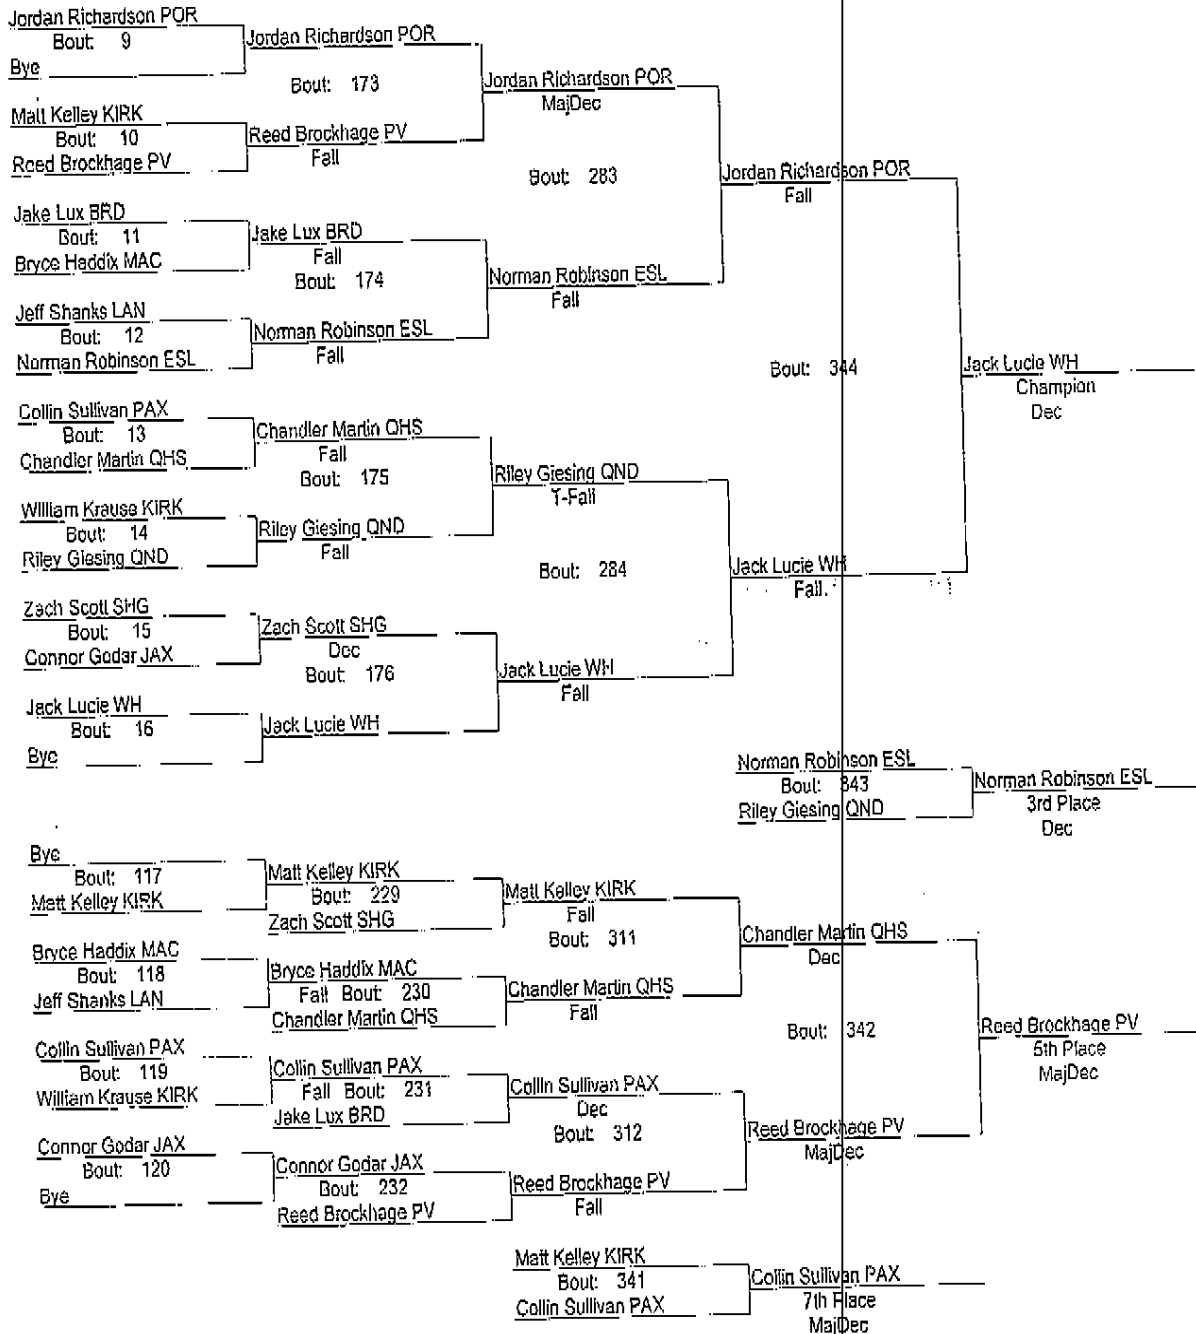 Jordan Richardson POR
Bout: 9
Bye
Jordan Richardson POR
Bout: 173
Jordan Richardson POR
MajDec
Matt Kelley KIRK
Bout: 10
Reed Brockhage PV
Reed Brockhage PV
Fall
Bout: 283
Jordan Richardson POR
Fall
Jake Lux BRD
Bout: 11
Bryce Haddix MAC
Jake Lux BRD
Fall
Bout: 174
Norman Robinson ESL
Fall
Jeff Shanks LAN
Bout: 12
Norman Robinson ESL
Norman Robinson ESL
Fall
Bout: 344
Jack Lucie WH
Champion
Dec
Collin Sullivan PAX
Bout: 13
Chandler Martin QHS
Chandler Martin QHS
Fall
Bout: 175
Riley Giesing QND
T-Fall
William Krause KIRK
Bout: 14
Riley Giesing QND
Riley Giesing QND
Fall
Bout: 284
Jack Lucie WH
Fall
Zach Scott SHG
Bout: 15
Connor Godar JAX
Zach Scott SHG
Dec
Bout: 176
Jack Lucie WH
Fall
Jack Lucie WH
Bout: 16
Bye
Jack Lucie WH
Norman Robinson ESL
Bout: 343
Riley Giesing QND
Norman Robinson ESL
3rd Place
Dec
Bye
Bout: 117
Matt Kelley KIRK
Matt Kelley KIRK
Bout: 229
Zach Scott SHG
Matt Kelley KIRK
Fall
Bout: 311
Chandler Martin QHS
Dec
Bryce Haddix MAC
Bout: 118
Jeff Shanks LAN
Bryce Haddix MAC
Fall Bout: 230
Chandler Martin QHS
Chandler Martin QHS
Fall
Bout: 342
Reed Brockhage PV
5th Place
MajDec
Collin Sullivan PAX
Bout: 119
William Krause KIRK
Collin Sullivan PAX
Fall Bout: 231
Jake Lux BRD
Collin Sullivan PAX
Dec
Bout: 312
Reed Brockhage PV
MajDec
Connor Godar JAX
Bout: 120
Bye
Connor Godar JAX
Bout: 232
Reed Brockhage PV
Reed Brockhage PV
Fall
Matt Kelley KIRK
Bout: 341
Collin Sullivan PAX
Collin Sullivan PAX
7th Place
MajDec